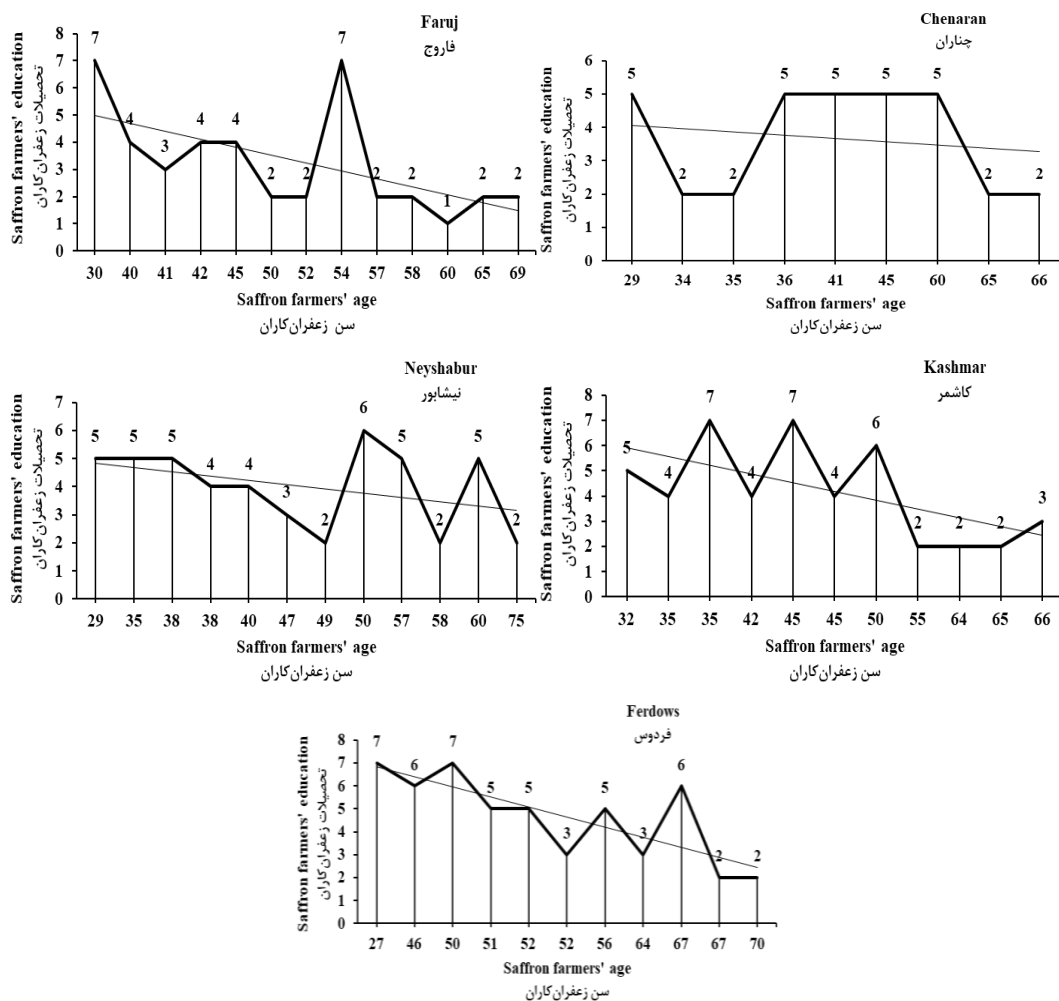 Faruj
فاروج
Saffron farmers' education
تحصیلات زعفران‌کاران
8
7
6
5
4
3
2
1
0
7 4 3 4 4 2 2 7 2 2 1 2 2
30 40 41 42 45 50 52 54 57 58 60 65 69
Saffron farmers' age
سن زعفران‌کاران
Chenaran
چناران
Saffron farmers' education
تحصیلات زعفران‌کاران
6
5
4
3
2
1
0
5 2 2 5 5 5 5 2 2
29 34 35 36 41 45 60 65 66
Saffron farmers' age
سن زعفران‌کاران
Neyshabur
نیشابور
Saffron farmers' education
تحصیلات زعفران‌کاران
7
6
5
4
3
2
1
0
5 5 5 4 4 3 2 6 5 2 5 2
29 35 38 38 40 47 49 50 57 58 60 75
Saffron farmers' age
سن زعفران‌کاران
Kashmar
کاشمر
Saffron farmers' education
تحصیلات زعفران‌کاران
8
7
6
5
4
3
2
1
0
5 4 7 4 7 4 6 2 2 2 3
32 35 35 42 45 45 50 55 64 65 66
Saffron farmers' age
سن زعفران‌کاران
Ferdows
فردوس
Saffron farmers' education
تحصیلات زعفران‌کاران
8
7
6
5
4
3
2
1
0
7 6 7 5 5 3 5 3 6 2 2
27 46 50 51 52 52 56 64 67 67 70
Saffron farmers' age
سن زعفران‌کاران